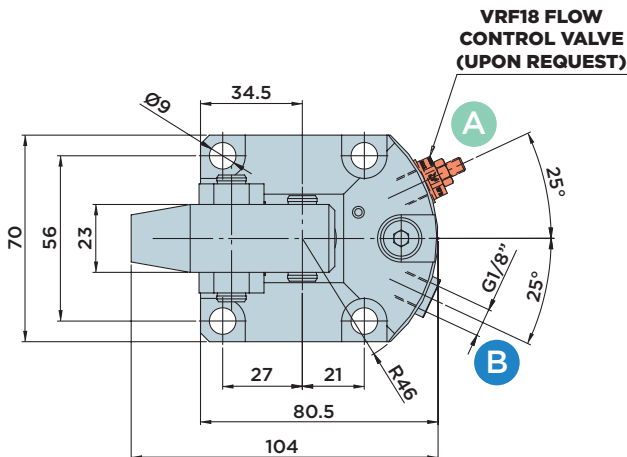 VRF18 FLOW
CONTROL VALVE
(UPON REQUEST)
34.5
Ø9
A
25°
70
56
23
G1/8”
25°
B
27
21
R46
80.5
104